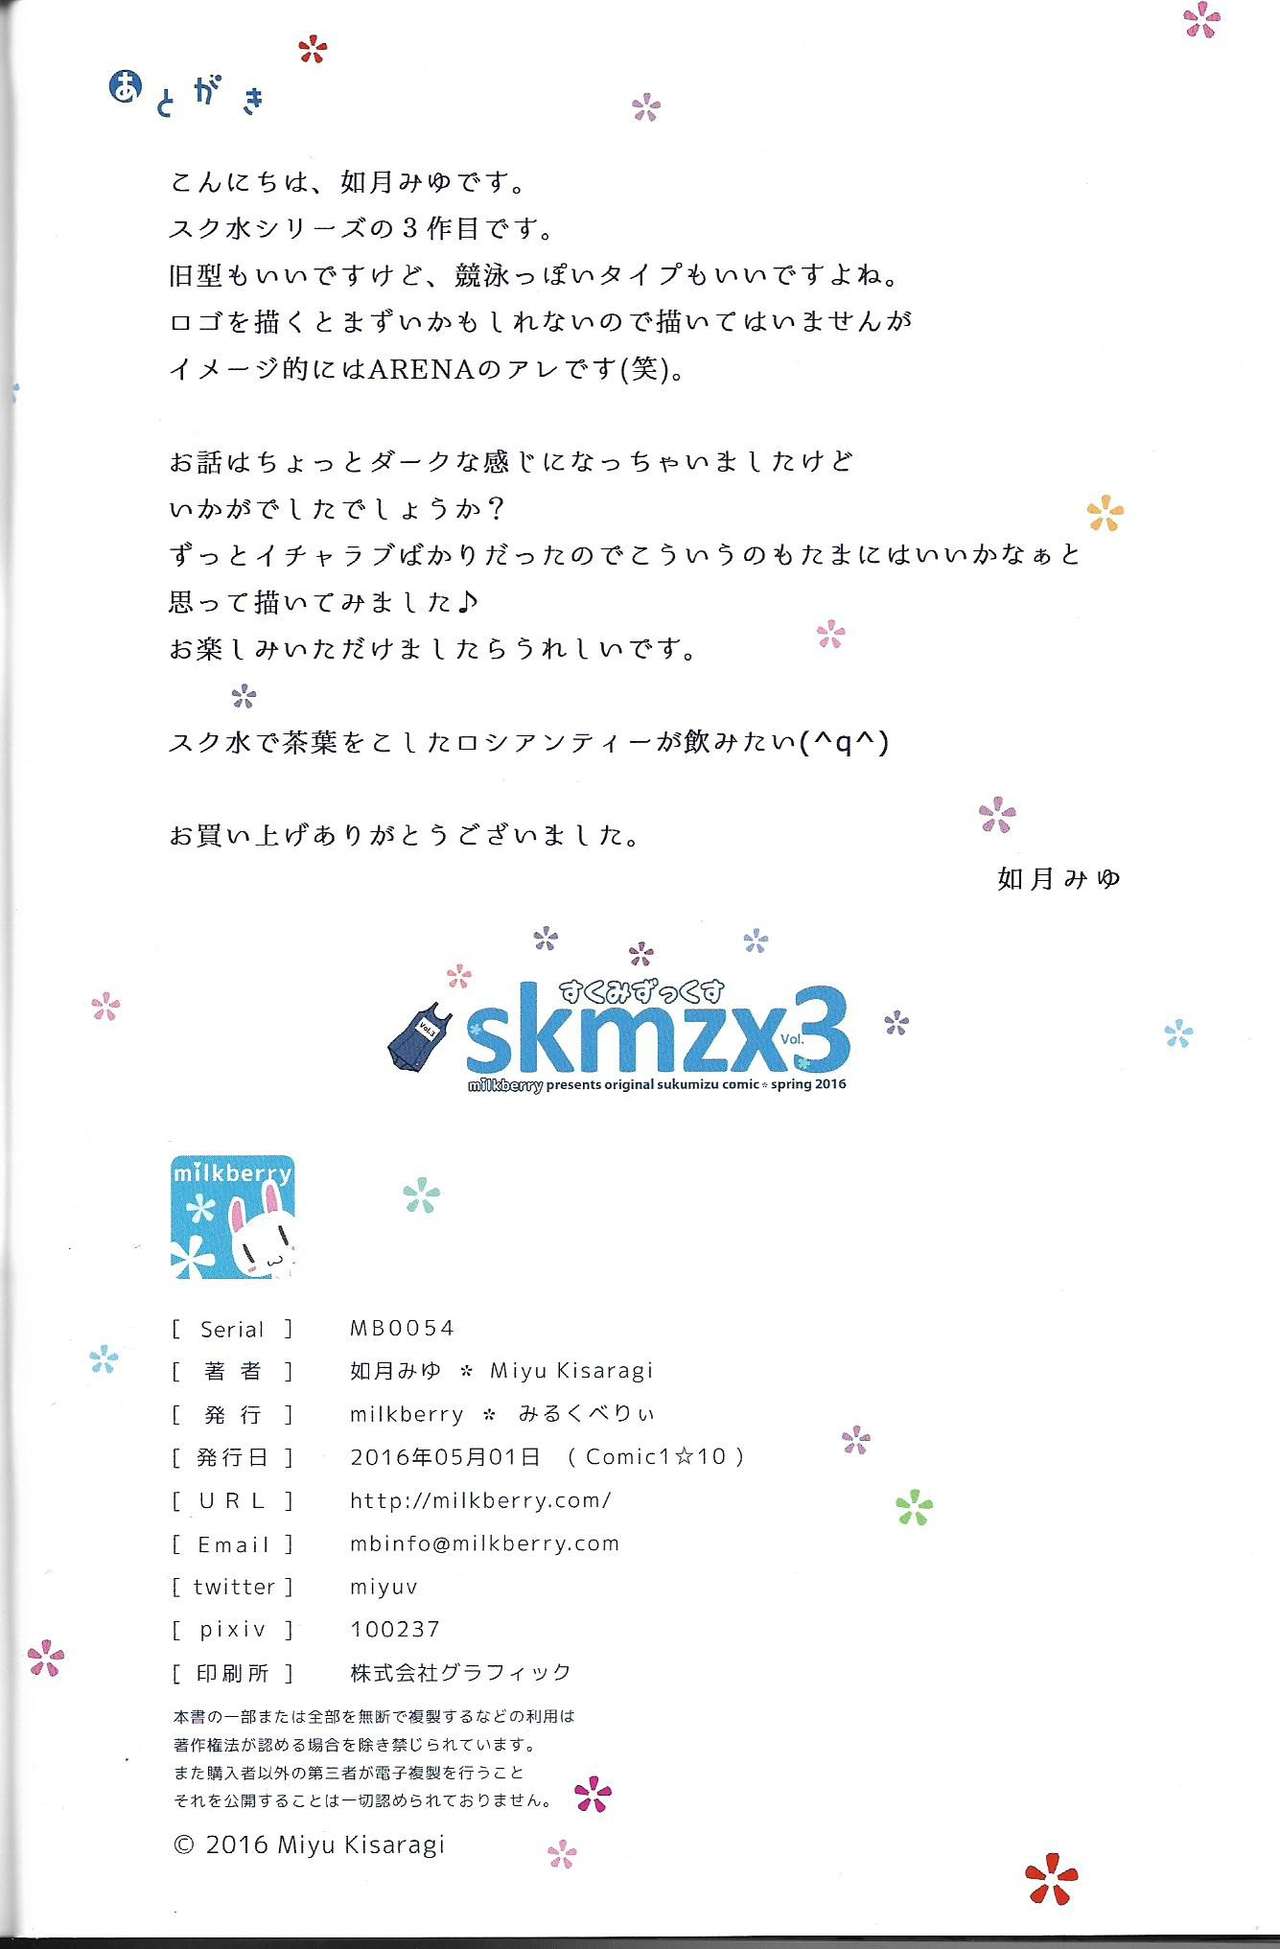 あとがき
こんにちは、如月みゆです。
スク水シリーズの３作目です。
旧型もいいですけど、競泳っぽいタイプもいいですよね。
ロゴを描くとまずいかもしれないので描いてはいませんが
イメージ的にはARENAのアレです(笑)。
お話はちょっとダークな感じになっちゃいましたけど
いかがでしたでしょうか？
ずっとイチャラブばかりだったのでこういうのもたまにはいいかなぁと
思って描いてみました♪
お楽しみいただけましたらうれしいです。
スク水で茶葉をこしたロシアンティーが飲みたい(^q^)
お買い上げありがとうございました。
如月みゆ
すくみずっくす
Vol.3
skmzx Vol.3
milkberry presents original sukumizu comic＊spring 2016
milkberry
[ Serial ] MB0054
[ 著者 ] 如月みゆ ＊ Miyu Kisaragi
[ 発行 ] milkberry ＊ みるくべりぃ
[ 発行日 ] 2016年05月01日 ( Comic1☆10 )
[ URL ] http://milkberry.com/
[ Email ] mbinfo@milkberry.com
[ twitter ] miyuv
[ pixiv ] 100237
[ 印刷所 ] 株式会社グラフィック
本書の一部または全部を無断で複製するなどの利用は
著作権法が認める場合を除き禁じられています。
また購入者以外の第三者が電子複製を行うこと
それを公開することは一切認められておりません。
© 2016 Miyu Kisaragi